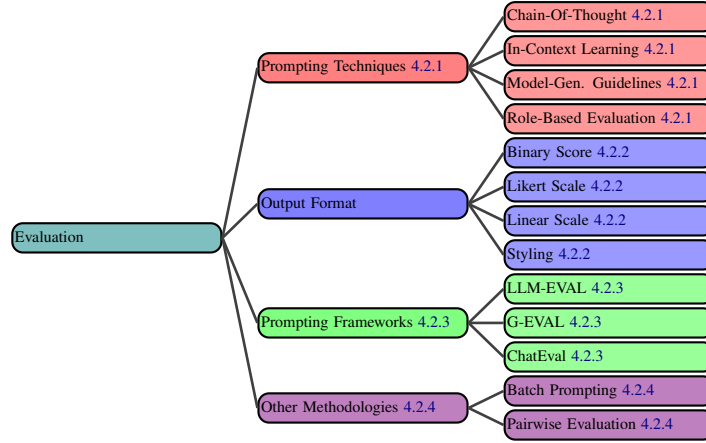 Evaluation
Prompting Techniques 4.2.1
Chain-Of-Thought 4.2.1
In-Context Learning 4.2.1
Model-Gen. Guidelines 4.2.1
Role-Based Evaluation 4.2.1
Output Format
Binary Score 4.2.2
Likert Scale 4.2.2
Linear Scale 4.2.2
Styling 4.2.2
Prompting Frameworks 4.2.3
LLM-EVAL 4.2.3
G-EVAL 4.2.3
ChatEval 4.2.3
Other Methodologies 4.2.4
Batch Prompting 4.2.4
Pairwise Evaluation 4.2.4